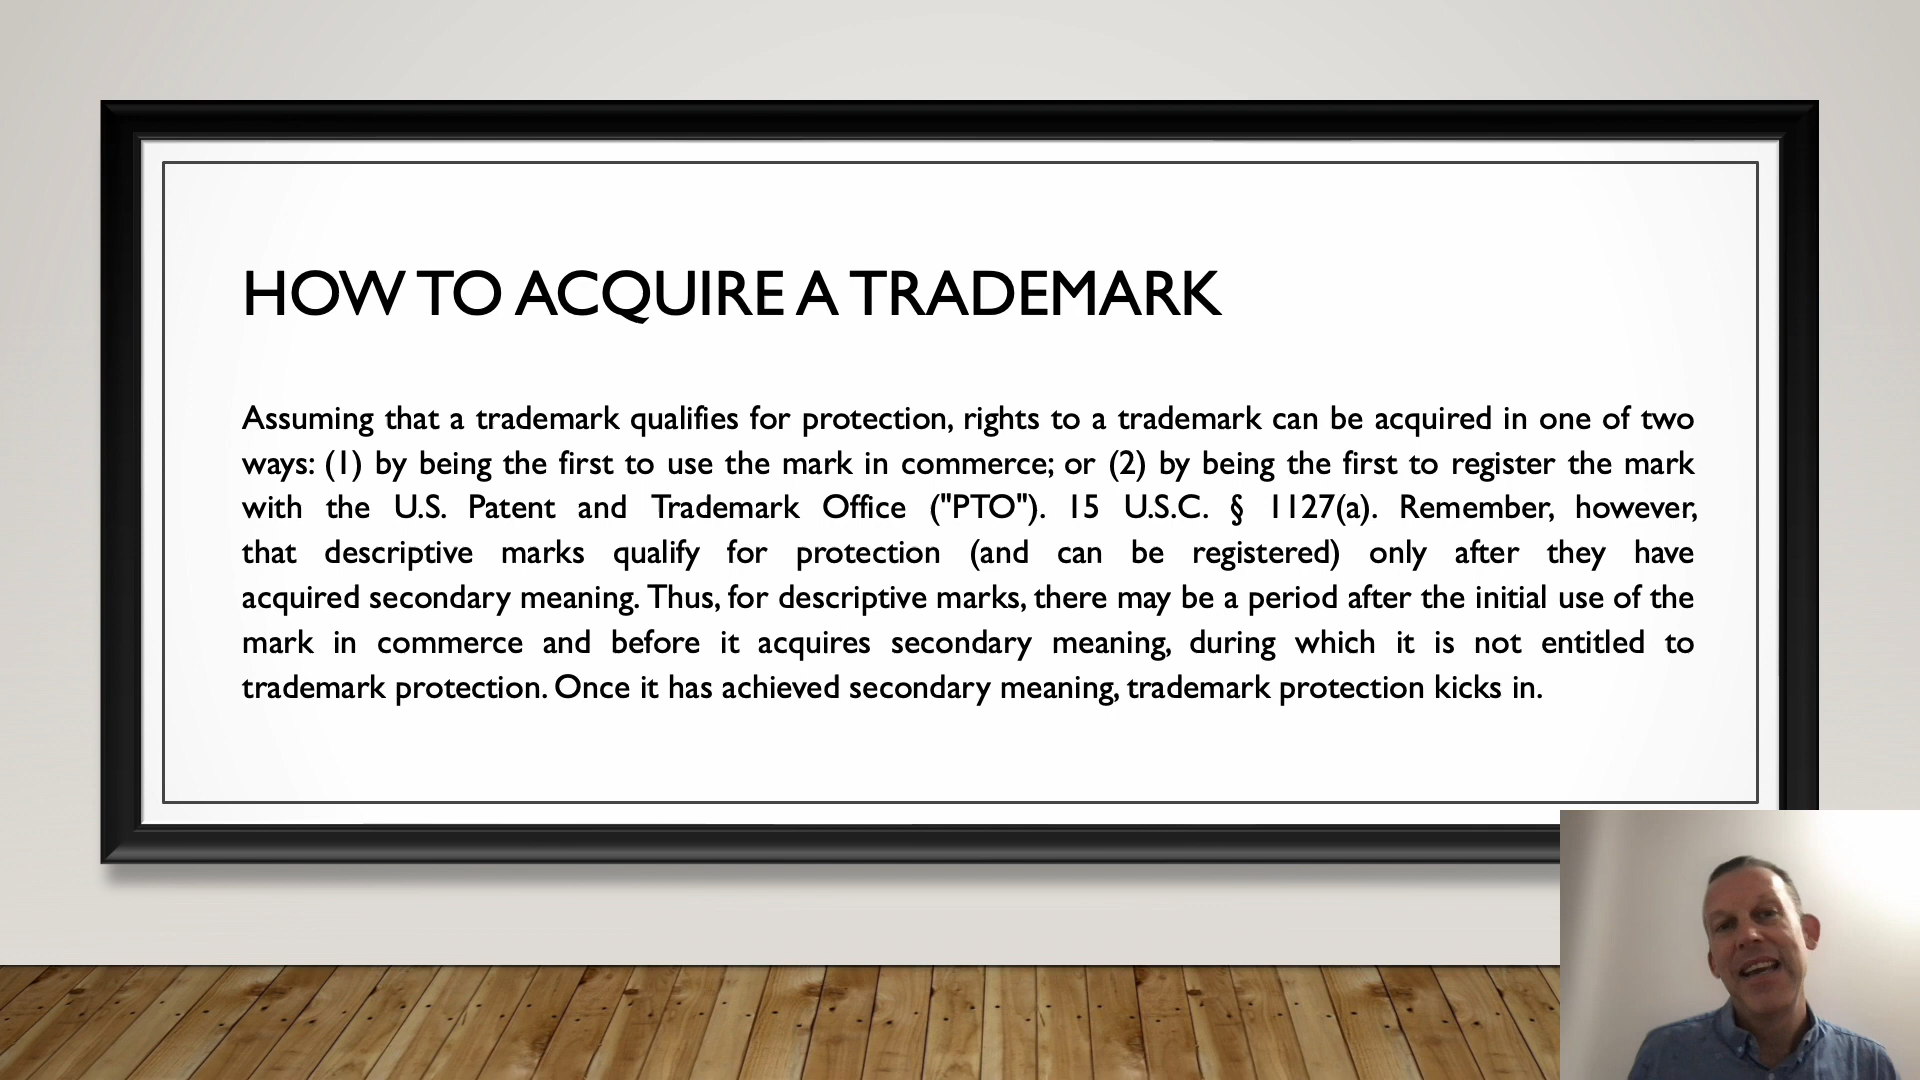 HOW TO ACQUIRE A TRADEMARK
Assuming that a trademark qualifies for protection, rights to a trademark can be acquired in one of two
ways: (1) by being the first to use the mark in commerce; or (2) by being the first to register the mark
with the U.S. Patent and Trademark Office ("PTO"). 15 U.S.C. § 1127(a). Remember, however,
that descriptive marks qualify for protection (and can be registered) only after they have
acquired secondary meaning. Thus, for descriptive marks, there may be a period after the initial use of the
mark in commerce and before it acquires secondary meaning, during which it is not entitled to
trademark protection. Once it has achieved secondary meaning, trademark protection kicks in.